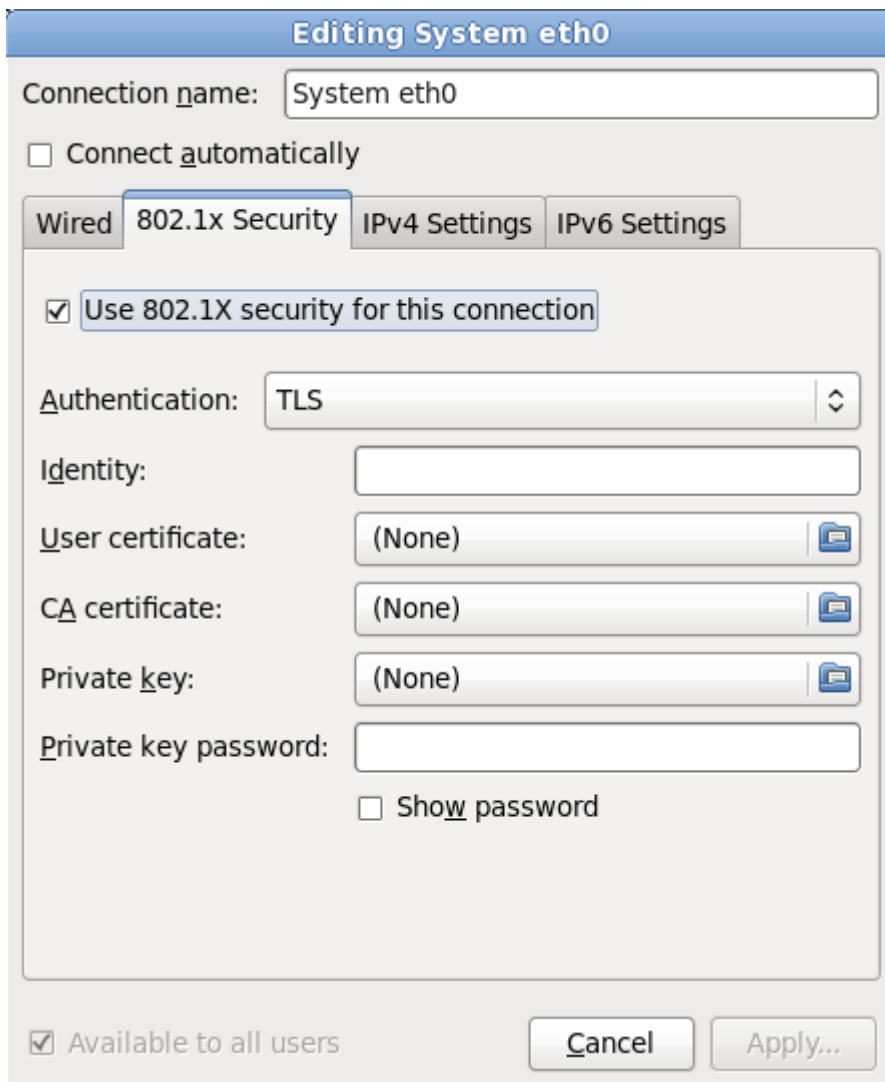 Editing System eth0
Connection name: System eth0
Connect automatically
Wired 802.1x Security IPv4 Settings IPv6 Settings
Use 802.1X security for this connection
Authentication: TLS
Identity:
User certificate: (None)
CA certificate: (None)
Private key: (None)
Private key password:
Show password
Available to all users Cancel Apply...